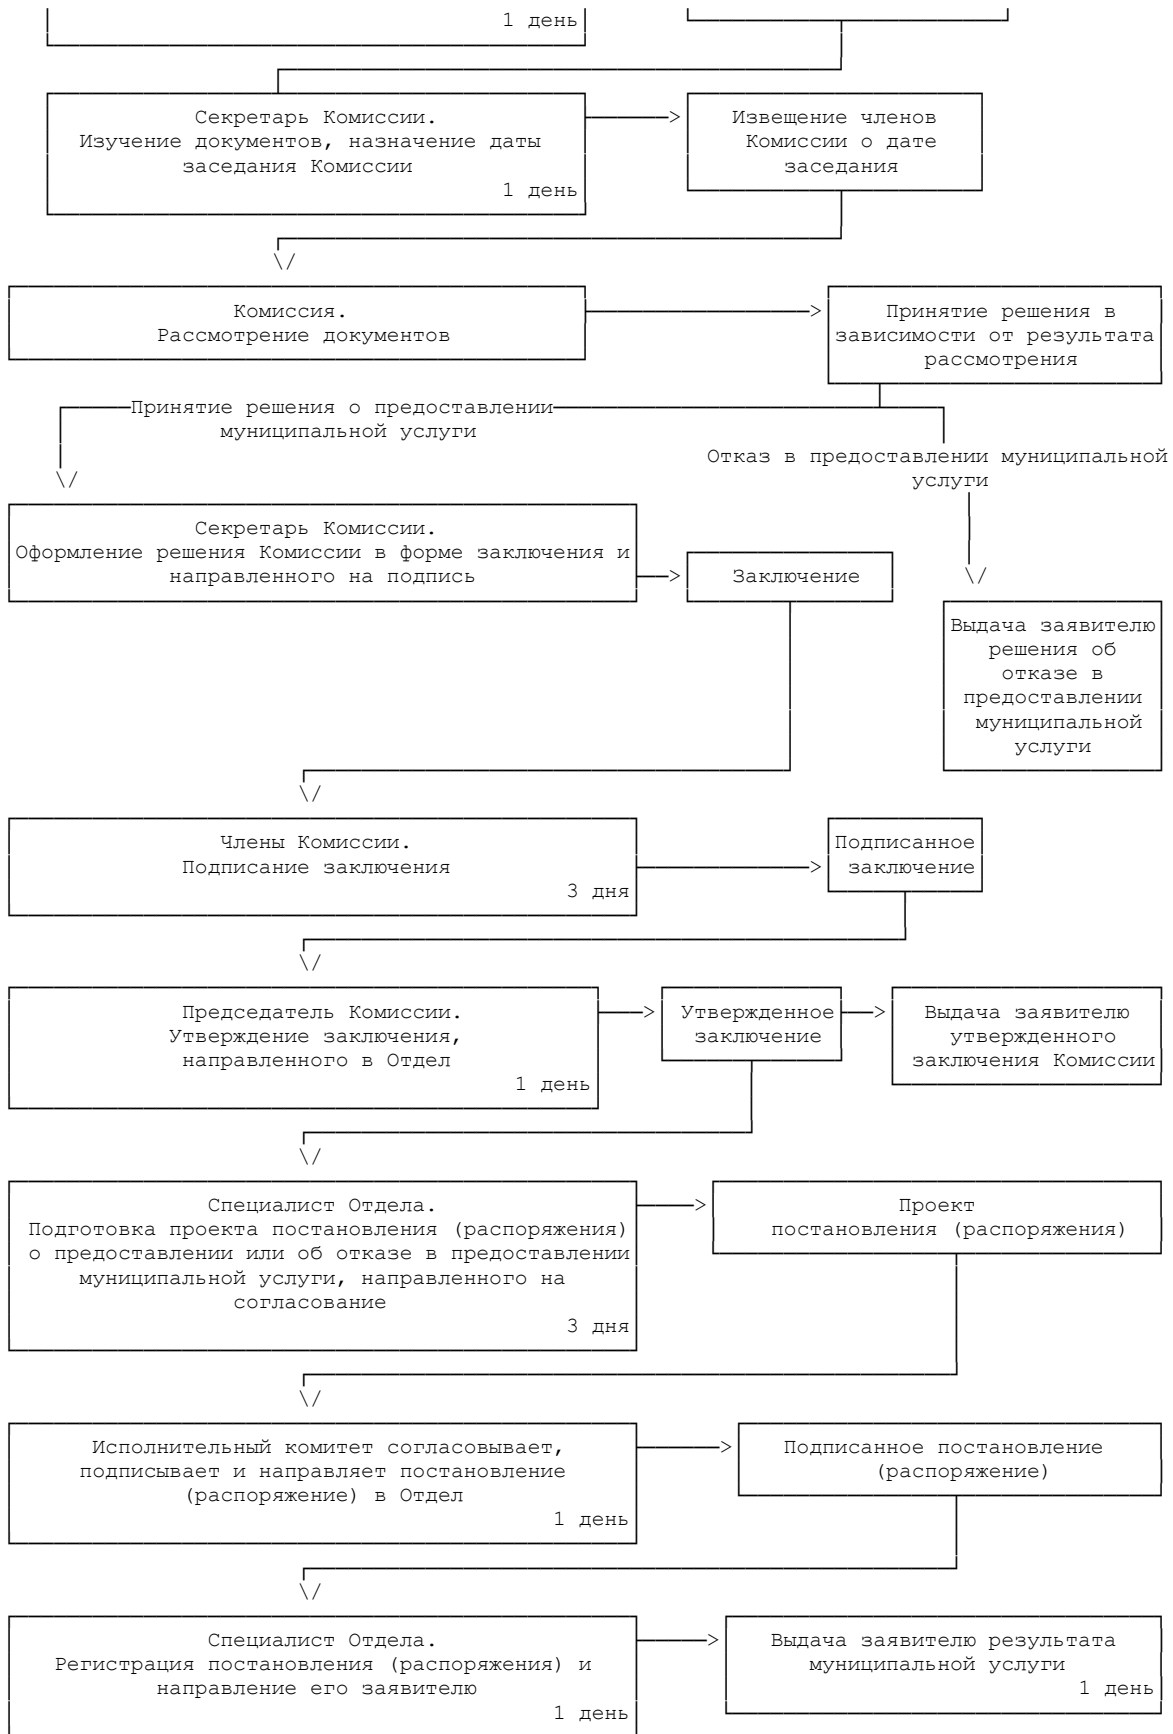 1 день
Секретарь Комиссии.
Изучение документов, назначение даты
заседания Комиссии
1 день
Извещение членов
Комиссии о дате
заседания
Комиссия.
Рассмотрение документов
Принятие решения в
зависимости от результата
рассмотрения
Принятие решения о предоставлении
муниципальной услуги
Отказ в предоставлении муниципальной
услуги
Секретарь Комиссии.
Оформление решения Комиссии в форме заключения и
направленного на подпись
Заключение
Выдача заявителю
решения об
отказе в
предоставлении
муниципальной
услуги
Члены Комиссии.
Подписание заключения
3 дня
Подписанное
заключение
Председатель Комиссии.
Утверждение заключения,
направленного в Отдел
1 день
Утвержденное
заключение
Выдача заявителю
утвержденного
заключения Комиссии
Специалист Отдела.
Подготовка проекта постановления (распоряжения)
о предоставлении или об отказе в предоставлении
муниципальной услуги, направленного на
согласование
3 дня
Проект
постановления (распоряжения)
Исполнительный комитет согласовывает,
подписывает и направляет постановление
(распоряжение) в Отдел
1 день
Подписанное постановление
(распоряжение)
Специалист Отдела.
Регистрация постановления (распоряжения) и
направление его заявителю
1 день
Выдача заявителю результата
муниципальной услуги
1 день